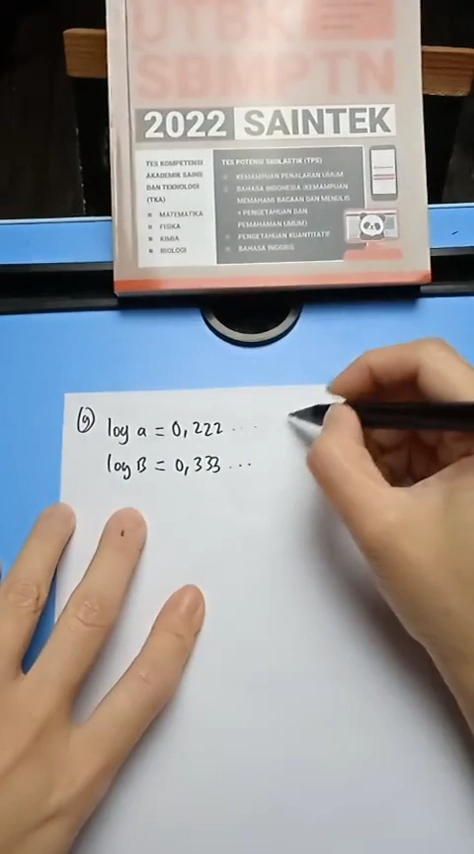 UTBK
SBMPTN
2022 SAINTEK
TES KOMPETENSI
AKADEMIK SAINS
DAN TEKNOLOGI
(TKA)
MATEMATIKA
FISIKA
KIMIA
BIOLOGI
TES POTENSI SKOLASTIK (TPS)
KEMAMPUAN PENALARAN UMUM
BAHASA INDONESIA (KEMAMPUAN
MEMAHAMI BACAAN DAN MENULIS
+ PENGETAHUAN DAN
PEMAHAMAN UMUM)
PENGETAHUAN KUANTITATIF
BAHASA INGGRIS
log a = 0,222 ...
log B = 0,333 ...